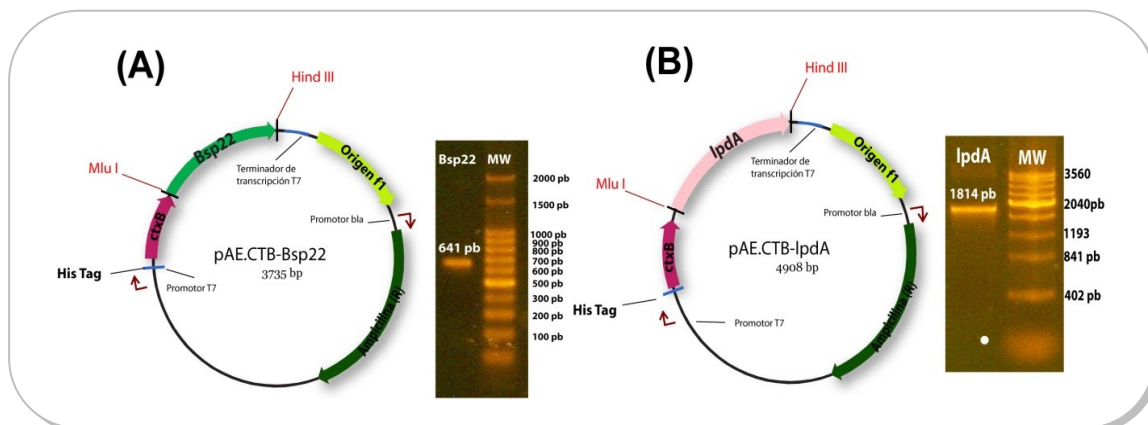 (A)
Hind III
Bsp22
Mlu I
ctxB
His Tag
Promotor T7
Terminador de
transcripción T7
Origen f1
Promotor bla
Ampicilina (R)
pAE.CTB-Bsp22
3735 bp
Bsp22
MW
641 pb
2000 pb
1500 pb
1000 pb
900 pb
800 pb
700 pb
600 pb
500 pb
300 pb
200 pb
100 pb
(B)
Hind III
lpdA
Mlu I
ctxB
His Tag
Promotor T7
Terminador de
transcripción T7
Origen f1
Promotor bla
Ampicilina (R)
pAE.CTB-lpdA
4908 bp
lpdA
MW
1814 pb
3560
2040pb
1193
841 pb
402 pb